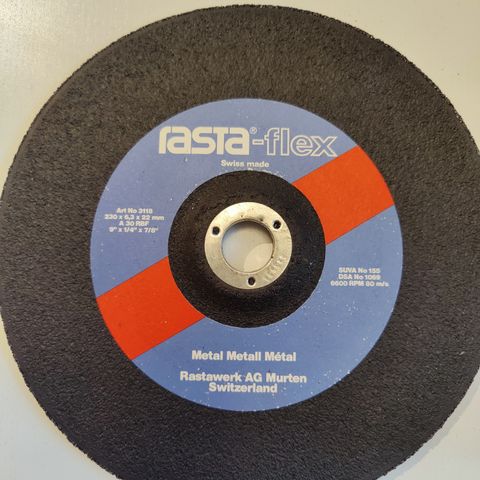 rasta®-flex
Swiss made
Art No 3118
230 x 6,3 x 22 mm
A 30 RBF
9" x 1/4" x 7/8"
SUVA No 155
DSA No 1069
6600 RPM 80 m/s
Metal Metall Métal
Rastawerk AG Murten
Switzerland